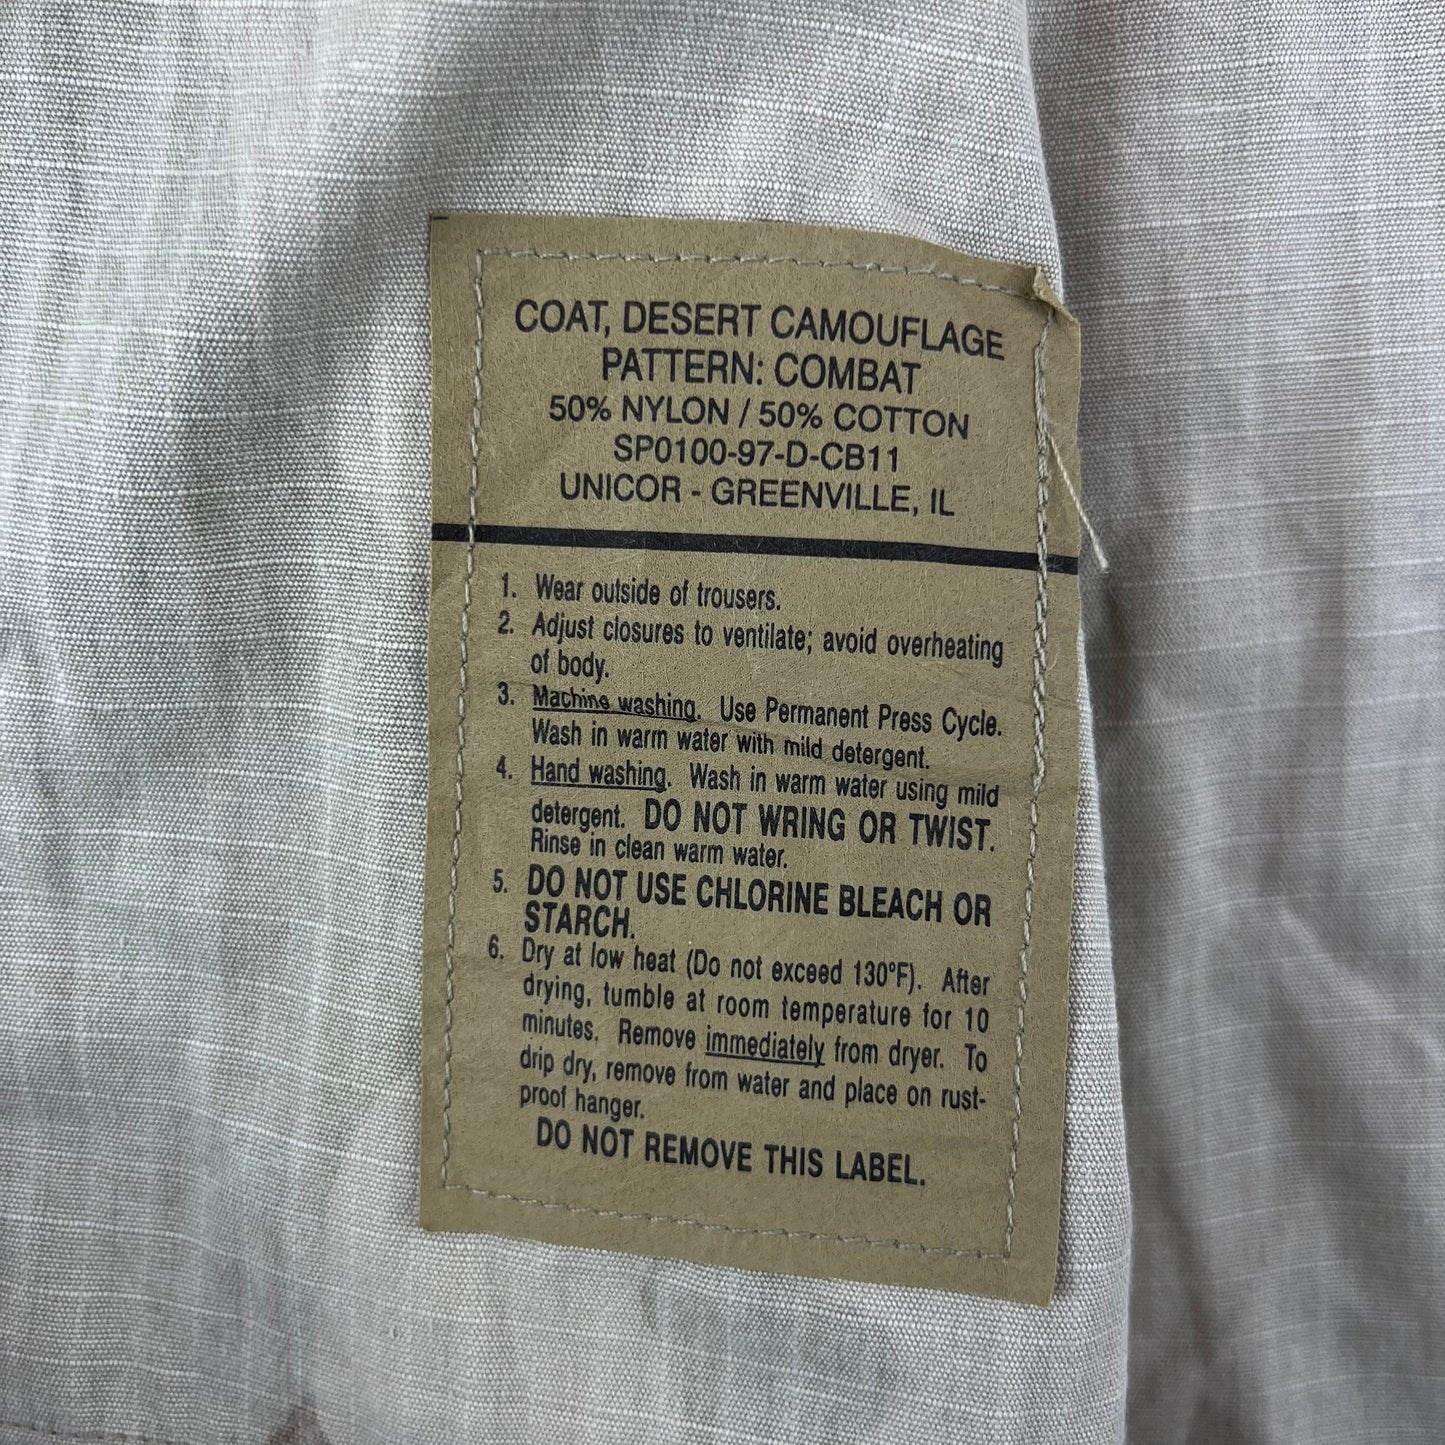 COAT, DESERT CAMOUFLAGE
PATTERN: COMBAT
50% NYLON / 50% COTTON
SP0100-97-D-CB11
UNICOR - GREENVILLE, IL
1. Wear outside of trousers.
2. Adjust closures to ventilate; avoid overheating
of body.
3. Machine washing. Use Permanent Press Cycle.
Wash in warm water with mild detergent.
4. Hand washing. Wash in warm water using mild
detergent. DO NOT WRING OR TWIST.
Rinse in clean warm water.
5. DO NOT USE CHLORINE BLEACH OR
STARCH.
6. Dry at low heat (Do not exceed 130°F). After
drying, tumble at room temperature for 10
minutes. Remove immediately from dryer. To
drip dry, remove from water and place on rust-
proof hanger.
DO NOT REMOVE THIS LABEL.